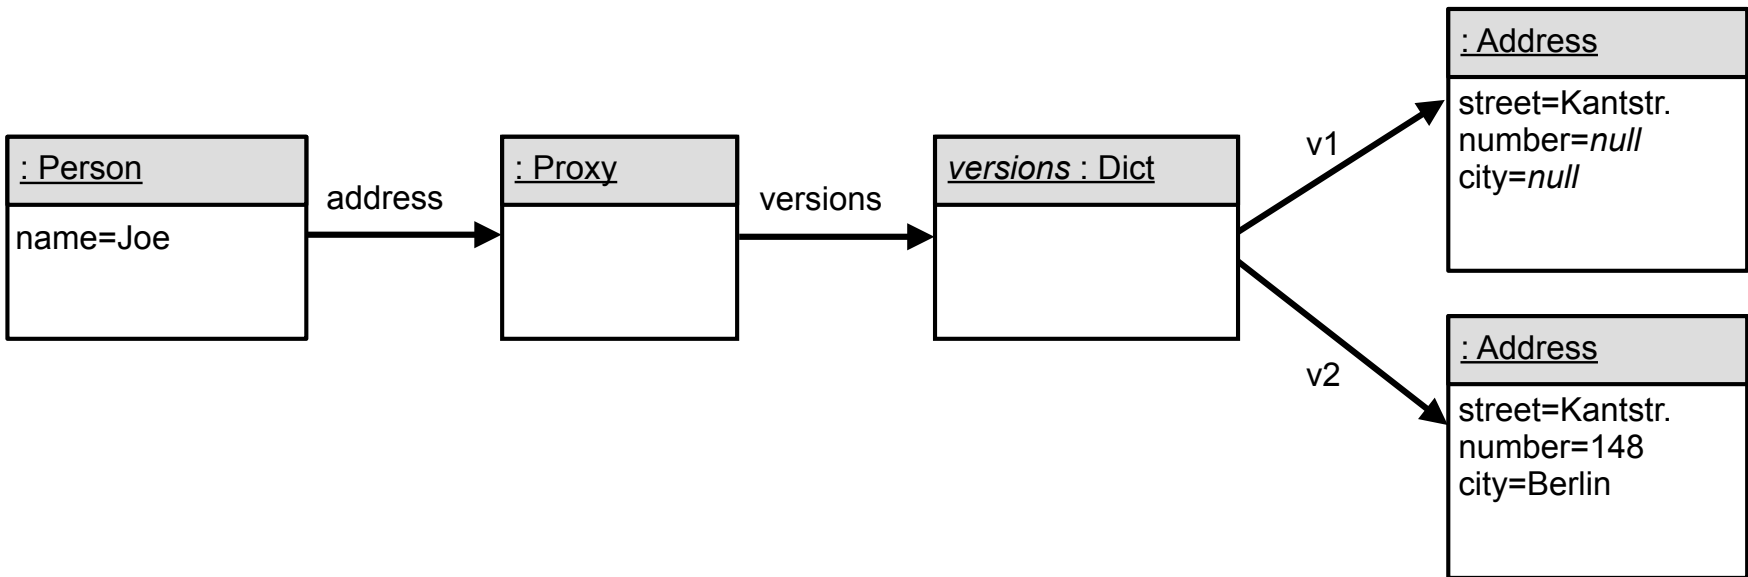 : Person
name=Joe
address
: Proxy
versions
versions : Dict
v1
: Address
street=Kantstr.
number=null
city=null
v2
: Address
street=Kantstr.
number=148
city=Berlin